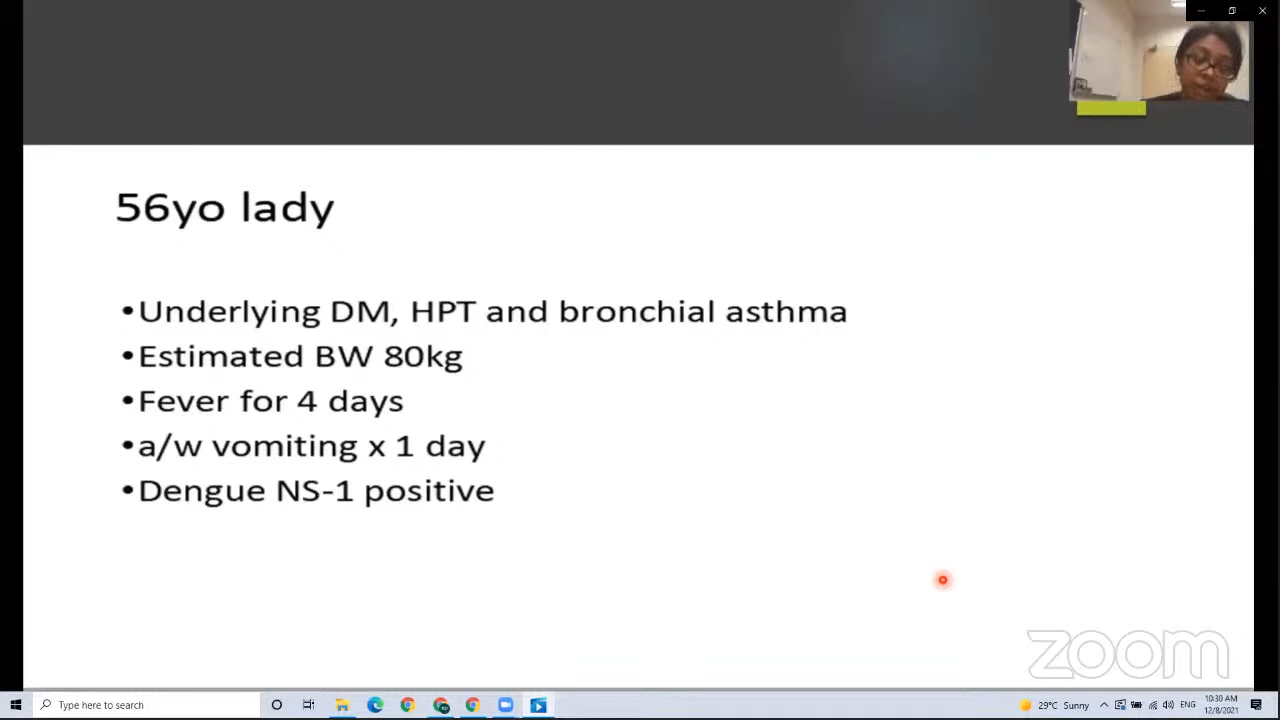 56yo lady
•Underlying DM, HPT and bronchial asthma
•Estimated BW 80kg
•Fever for 4 days
•a/w vomiting x 1 day
•Dengue NS-1 positive
zoom
Type here to search
29°C Sunny
ENG
10:30 AM
12/8/2021